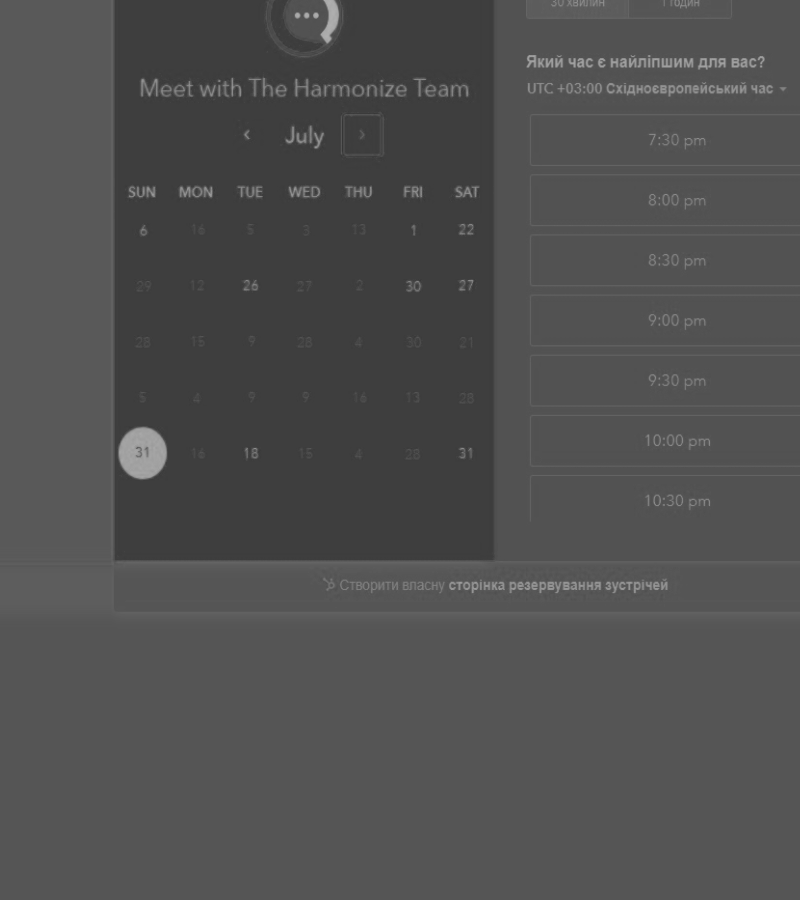 30 хвилин
1 годин
Meet with The Harmonize Team
July
SUN MON TUE WED THU FRI SAT
6 16 5 3 13 1 22
29 12 26 27 2 30 27
28 15 9 28 4 30 21
5 4 9 9 16 13 28
31 16 18 15 4 28 31
Який час є найліпшим для вас?
UTC +03:00 Східноєвропейський час
7:30 pm
8:00 pm
8:30 pm
9:00 pm
9:30 pm
10:00 pm
10:30 pm
Створити власну сторінка резервування зустрічей